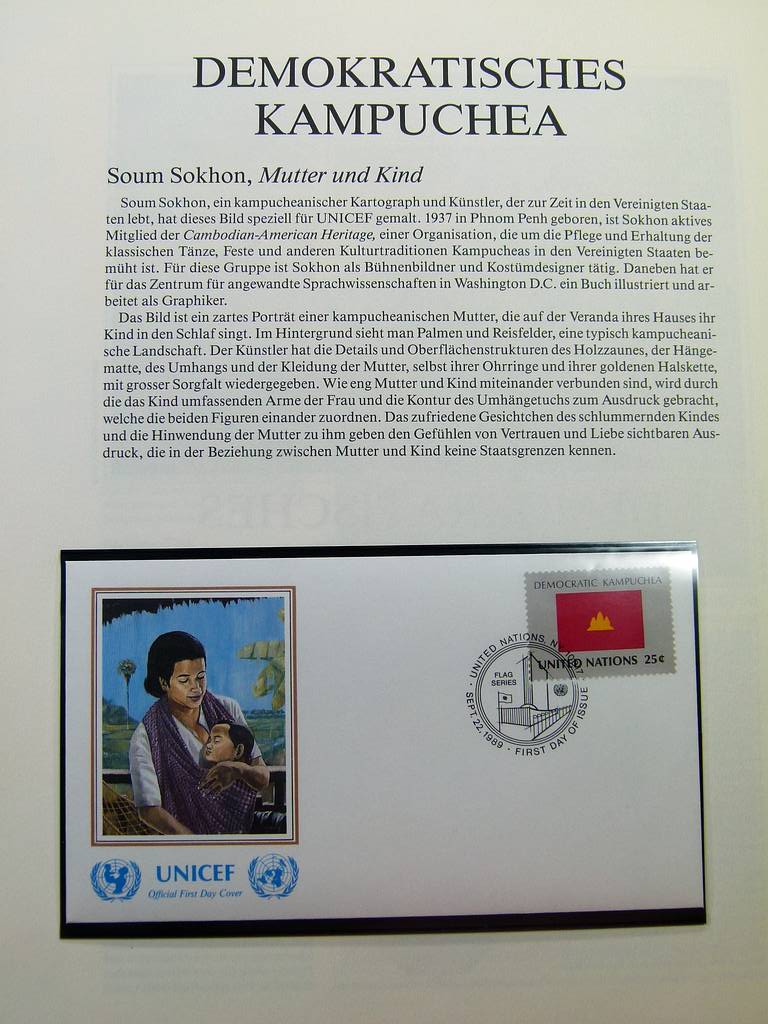 DEMOKRATISCHES
KAMPUCHEA
Soum Sokhon, Mutter und Kind
Soum Sokhon, ein kampucheanischer Kartograph und Künstler, der zur Zeit in den Vereinigten Staa-
ten lebt, hat dieses Bild speziell für UNICEF gemalt. 1937 in Phnom Penh geboren, ist Sokhon aktives
Mitglied der Cambodian-American Heritage, einer Organisation, die um die Pflege und Erhaltung der
klassischen Tänze, Feste und anderen Kulturtraditionen Kampucheas in den Vereinigten Staaten be-
müht ist. Für diese Gruppe ist Sokhon als Bühnenbildner und Kostümdesigner tätig. Daneben hat er
für das Zentrum für angewandte Sprachwissenschaften in Washington D.C. ein Buch illustriert und ar-
beitet als Graphiker.
Das Bild ist ein zartes Porträt einer kampucheanischen Mutter, die auf der Veranda ihres Hauses ihr
Kind in den Schlaf singt. Im Hintergrund sieht man Palmen und Reisfelder, eine typisch kampucheani-
sche Landschaft. Der Künstler hat die Details und Oberflächenstrukturen des Holzzaunes, der Hänge-
matte, des Umhangs und der Kleidung der Mutter, selbst ihrer Ohrringe und ihrer goldenen Halskette,
mit grosser Sorgfalt wiedergegeben. Wie eng Mutter und Kind miteinander verbunden sind, wird durch
die das Kind umfassenden Arme der Frau und die Kontur des Umhängetuchs zum Ausdruck gebracht,
welche die beiden Figuren einander zuordnen. Das zufriedene Gesichtchen des schlummernden Kindes
und die Hinwendung der Mutter zu ihm geben den Gefühlen von Vertrauen und Liebe sichtbaren Aus-
druck, die in der Beziehung zwischen Mutter und Kind keine Staatsgrenzen kennen.
DEMOCRATIC KAMPUCHEA
UNITED NATIONS 25¢
UNITED NATIONS, NY
FLAG
SERIES
SEPT. 22, 1989 · FIRST DAY OF ISSUE
UNICEF
Official First Day Cover